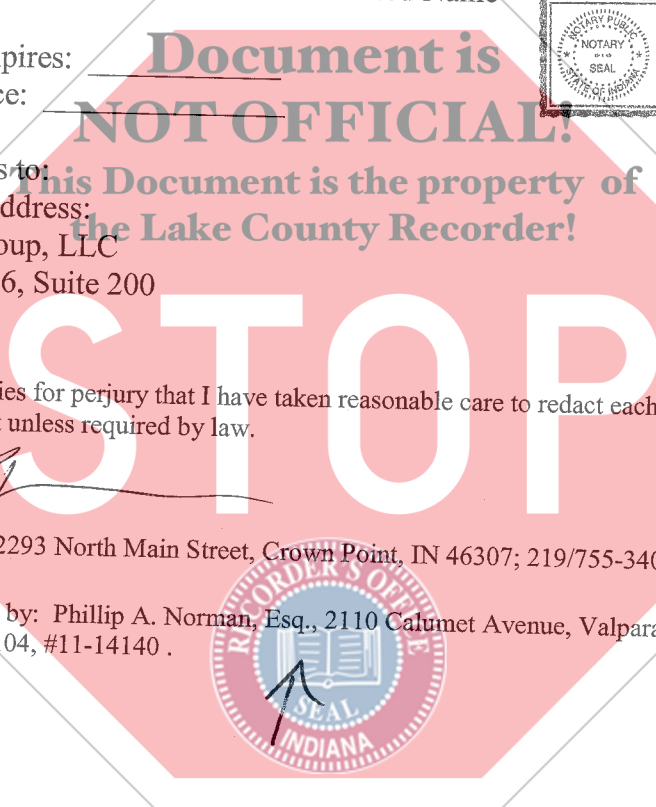 Name
NOTARY PUBLIC
NOTARY
SEAL
STATE OF INDIANA
pires:
Document is
ce:
NOT OFFICIAL!
s to:
This Document is the property of
ddress:
the Lake County Recorder!
oup, LLC
6, Suite 200
STOP
ies for perjury that I have taken reasonable care to redact each
t unless required by law.
2293 North Main Street, Crown Point, IN 46307; 219/755-340
by: Phillip A. Norman, Esq., 2110 Calumet Avenue, Valpara
04, #11-14140 .
RECORDER'S OFFICE
SEAL
INDIANA